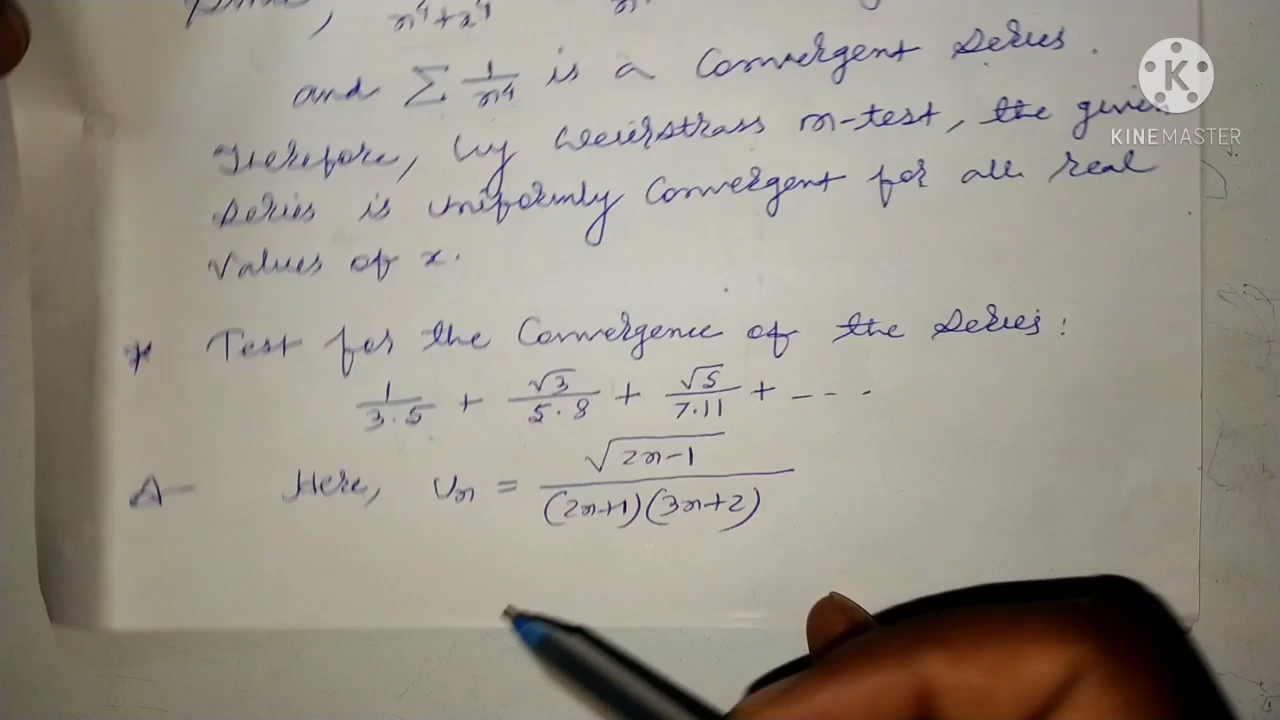 x⁴+x⁴
and Σ 1/n⁴ is a convergent series.
KINEMASTER
Therefore, by weierstrass m-test, the given
series is uniformly convergent for all real
values of x.
* Test for the convergence of the series:
1/3·5 + √3/5·8 + √5/7·11 + ----
A- Here, Un = √2n-1/(2n+1)(3n+2)